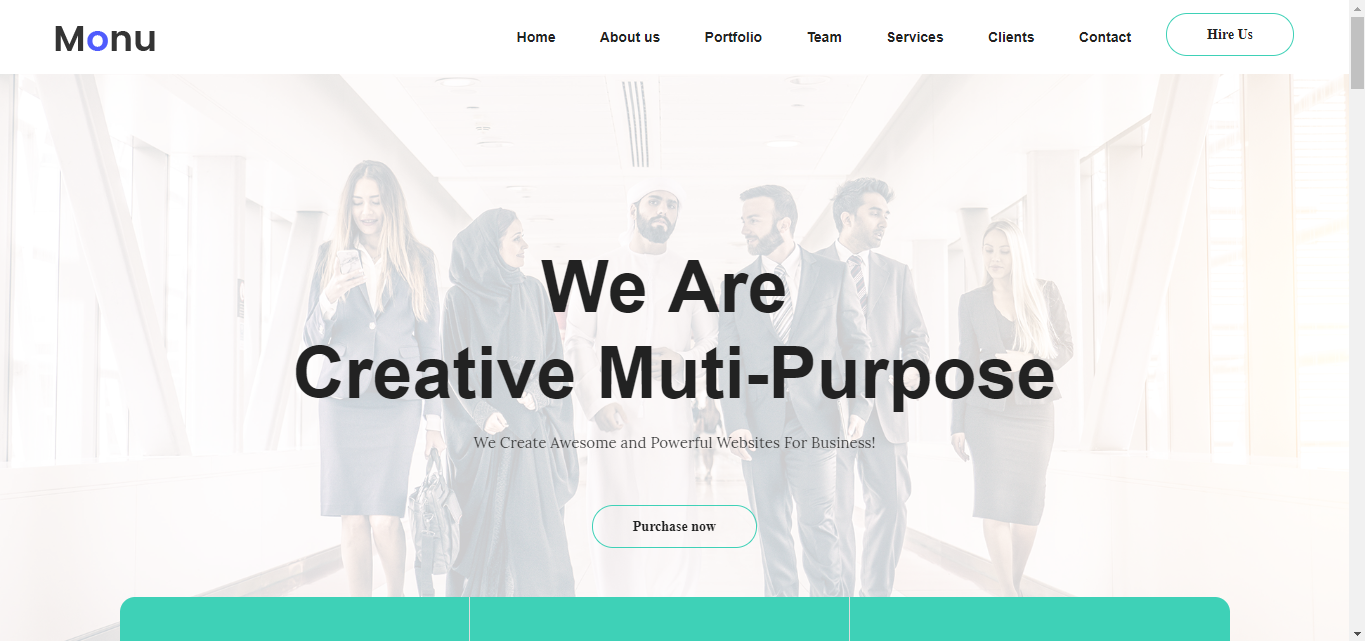 Monu
Home About us Portfolio Team Services Clients Contact Hire Us
We Are
Creative Muti-Purpose
We Create Awesome and Powerful Websites For Business!
Purchase now